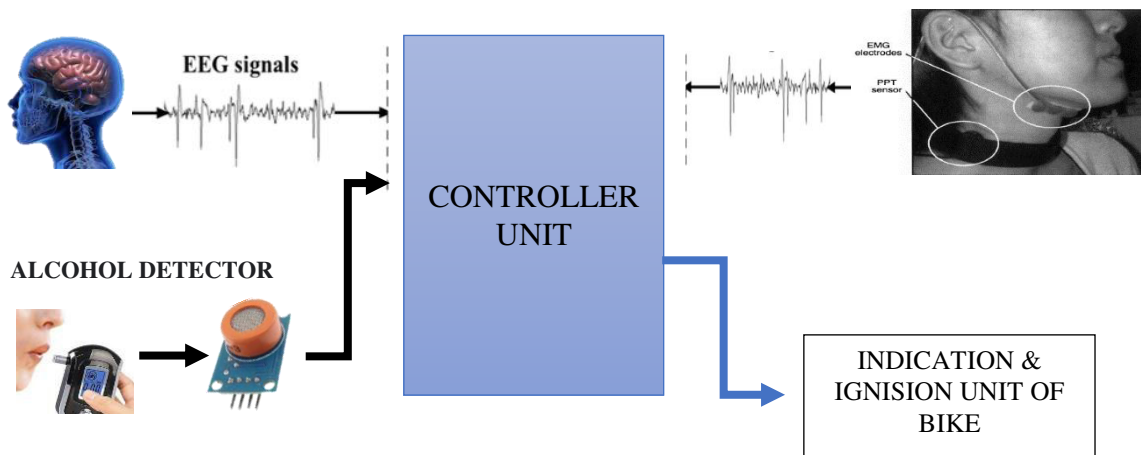 EEG signals
EMG
electrodes
PPT
sensor
CONTROLLER
UNIT
ALCOHOL DETECTOR
INDICATION &
IGNISION UNIT OF
BIKE